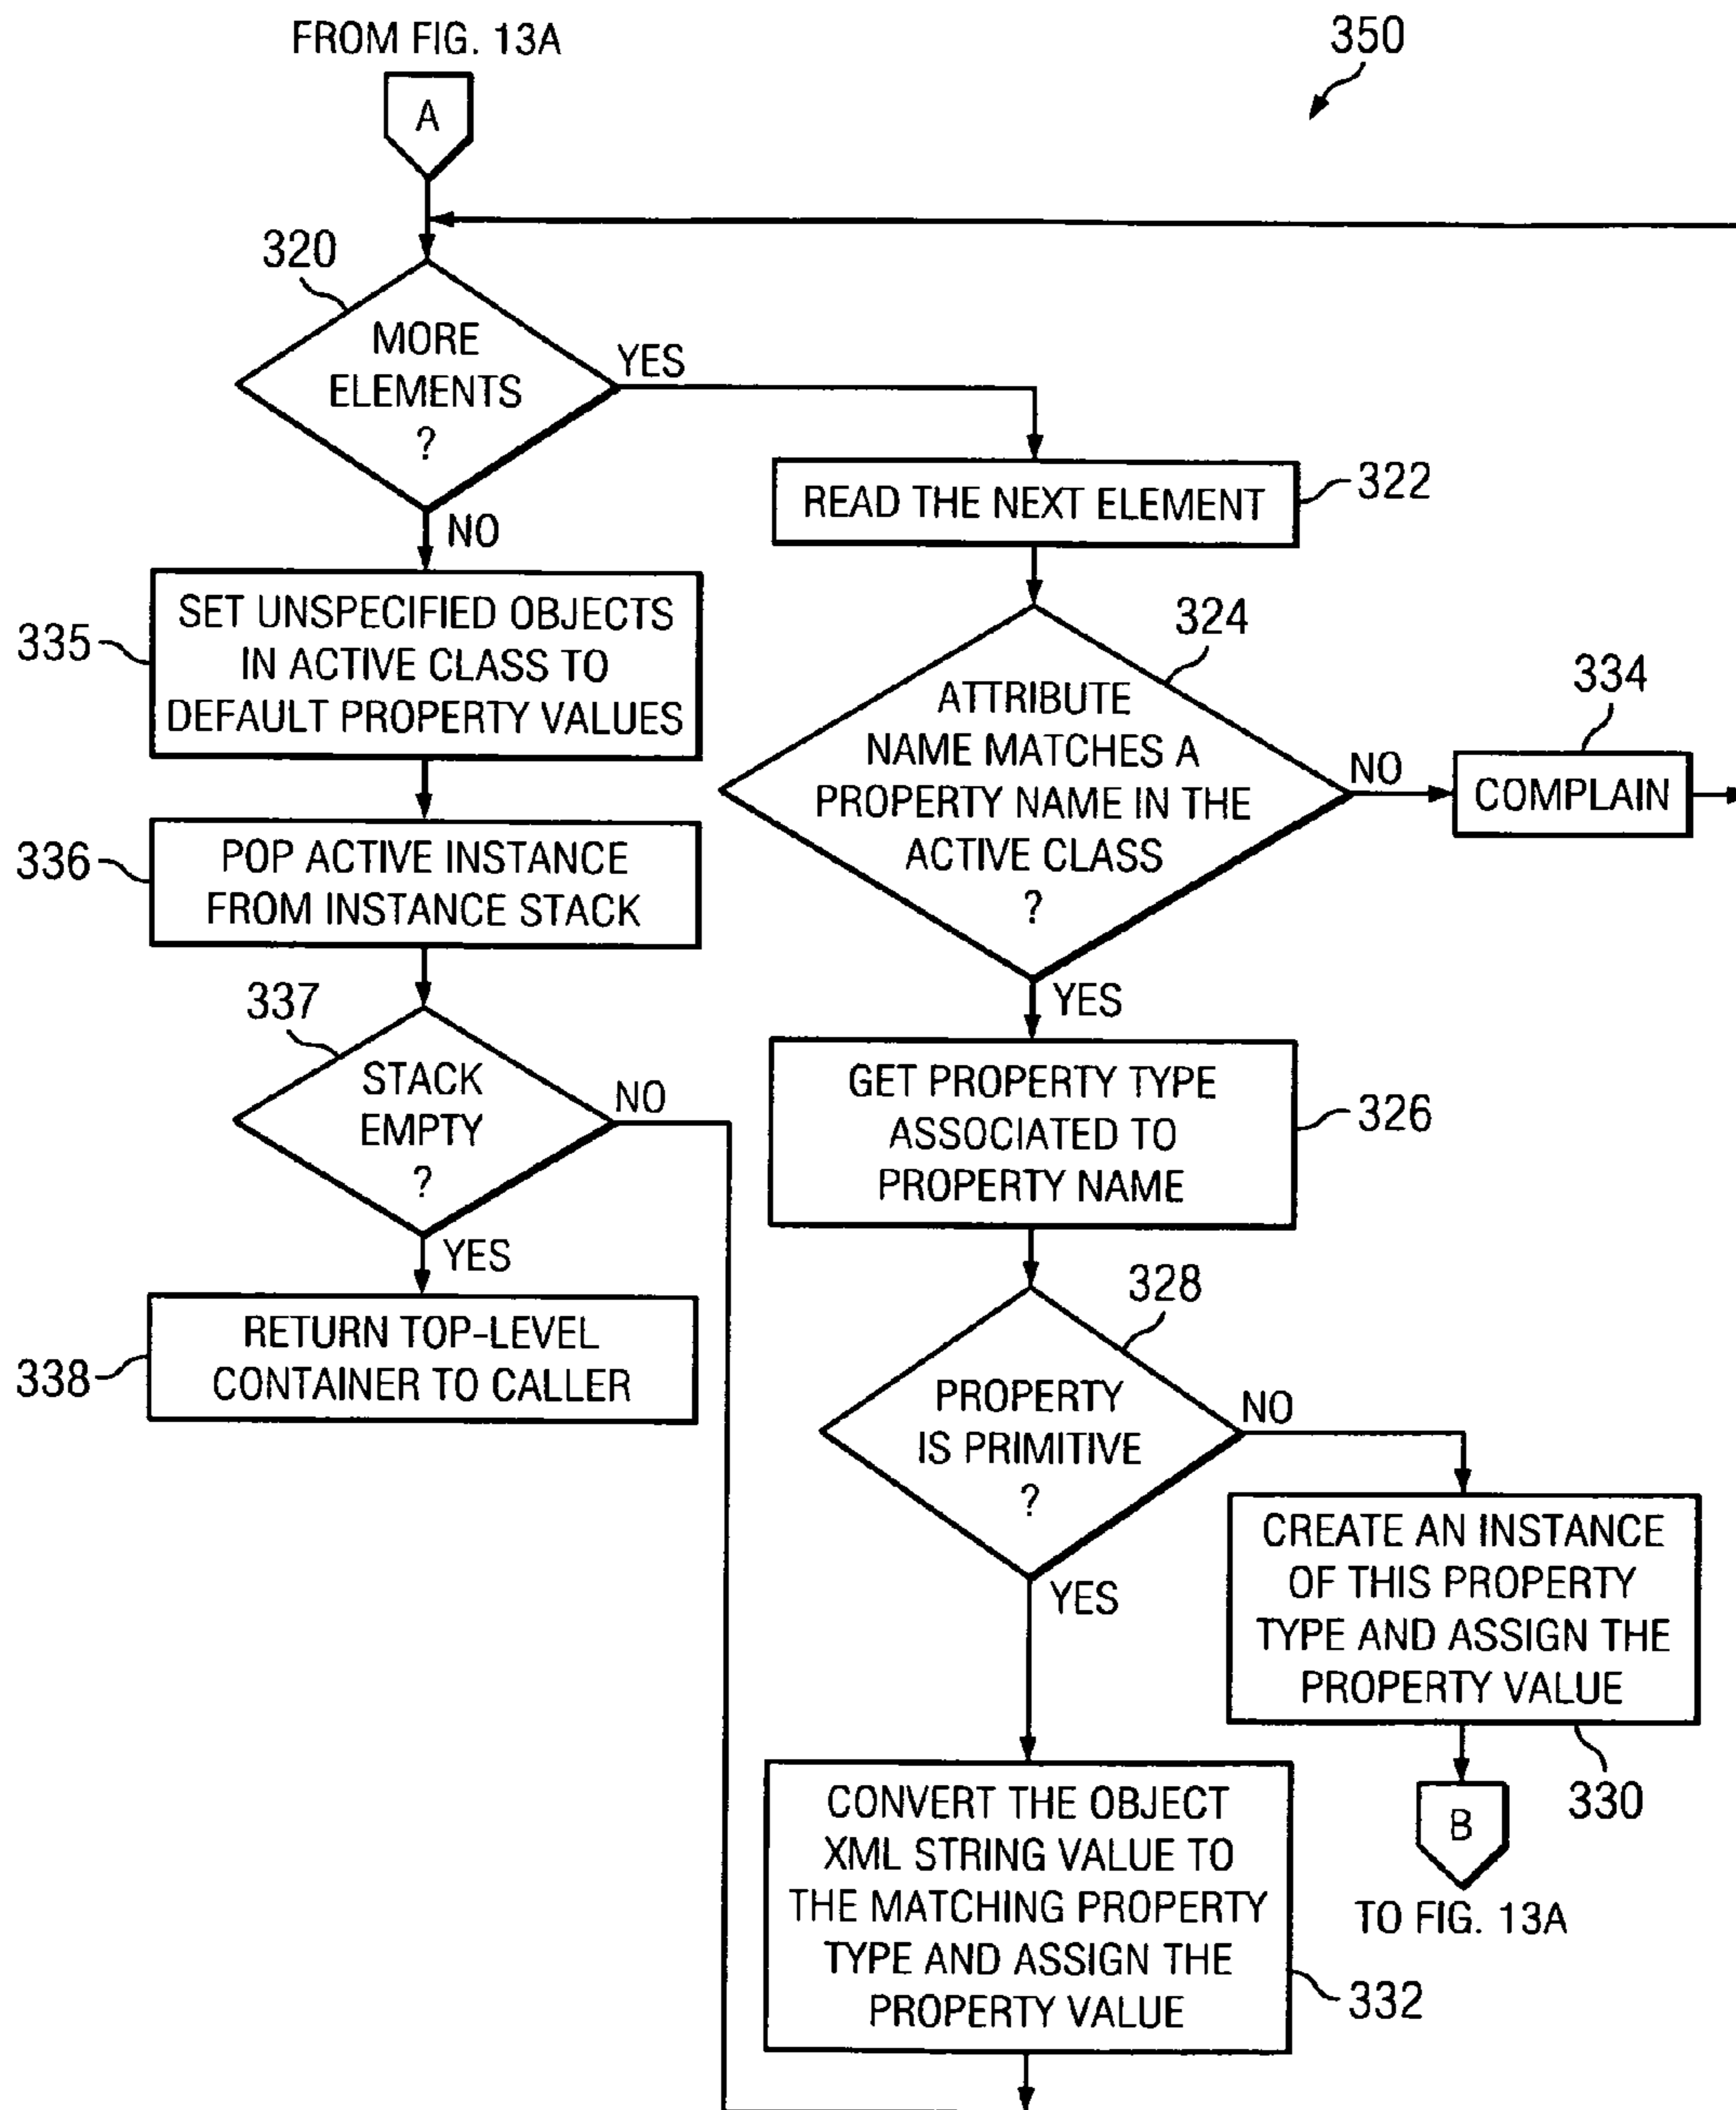 FROM FIG. 13A
350
A
320
MORE
ELEMENTS
?
YES
NO
READ THE NEXT ELEMENT
322
335
SET UNSPECIFIED OBJECTS
IN ACTIVE CLASS TO
DEFAULT PROPERTY VALUES
324
ATTRIBUTE
NAME MATCHES A
PROPERTY NAME IN THE
ACTIVE CLASS
?
NO
334
COMPLAIN
YES
336
POP ACTIVE INSTANCE
FROM INSTANCE STACK
337
STACK
EMPTY
?
NO
YES
GET PROPERTY TYPE
ASSOCIATED TO
PROPERTY NAME
326
338
RETURN TOP-LEVEL
CONTAINER TO CALLER
328
PROPERTY
IS PRIMITIVE
?
NO
YES
CREATE AN INSTANCE
OF THIS PROPERTY
TYPE AND ASSIGN THE
PROPERTY VALUE
330
B
TO FIG. 13A
CONVERT THE OBJECT
XML STRING VALUE TO
THE MATCHING PROPERTY
TYPE AND ASSIGN THE
PROPERTY VALUE
332